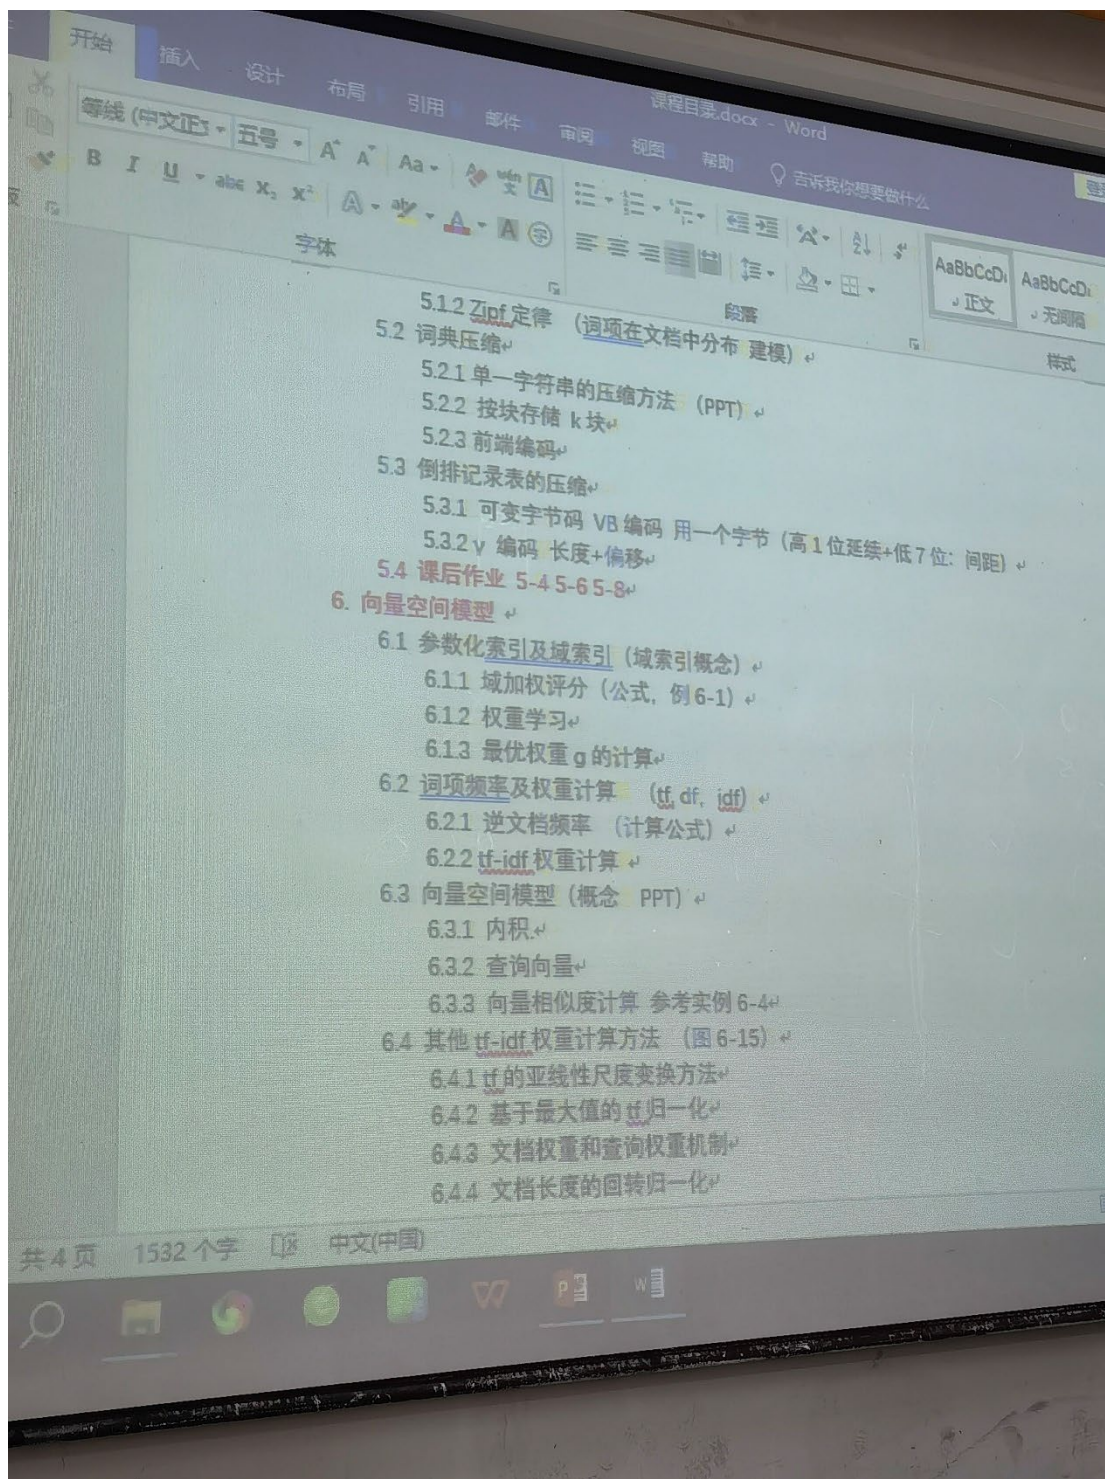 课程目录.docx - Word
开始 插入 设计 布局 引用 邮件 审阅 视图 帮助 告诉我你想要做什么
等线 (中文正 五号 A A Aa wén 文 A
B I U abc X₂ X² A aby A A 字
AaBbCcDc AaBbCcDc
正文 无间隔
字体 段落 样式
5.1.2 Zipf 定律 （词项在文档中分布 建模）
5.2 词典压缩
5.2.1 单一字符串的压缩方法 （PPT）
5.2.2 按块存储 k 块
5.2.3 前端编码
5.3 倒排记录表的压缩
5.3.1 可变字节码 VB 编码 用一个字节（高 1 位延续+低 7 位：间距）
5.3.2 γ 编码 长度+偏移
5.4 课后作业 5-4 5-6 5-8
6. 向量空间模型
6.1 参数化索引及域索引（域索引概念）
6.1.1 域加权评分（公式，例 6-1）
6.1.2 权重学习
6.1.3 最优权重 g 的计算
6.2 词项频率及权重计算 （tf, df, idf）
6.2.1 逆文档频率 （计算公式）
6.2.2 tf-idf 权重计算
6.3 向量空间模型（概念 PPT）
6.3.1 内积.
6.3.2 查询向量
6.3.3 向量相似度计算 参考实例 6-4
6.4 其他 tf-idf 权重计算方法 （图 6-15）
6.4.1 tf 的亚线性尺度变换方法
6.4.2 基于最大值的 tf 归一化
6.4.3 文档权重和查询权重机制
6.4.4 文档长度的回转归一化
共 4 页 1532 个字 中文(中国)